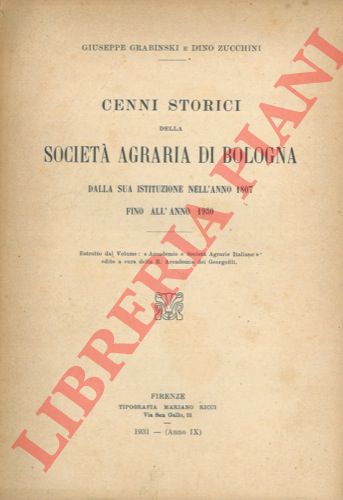 GIUSEPPE GRABINSKI E DINO ZUCCHINI
CENNI STORICI
DELLA
SOCIETÀ AGRARIA DI BOLOGNA
DALLA SUA ISTITUZIONE NELL'ANNO 1807
FINO ALL'ANNO 1930
Estratto dal Volume: « Accademie e Società Agrarie Italiane »
edito a cura della R. Accademia dei Georgofili.
FIRENZE
TIPOGRAFIA MARIANO RICCI
Via San Gallo, 31
1931 — (Anno IX)
LIBRERIA PIANI